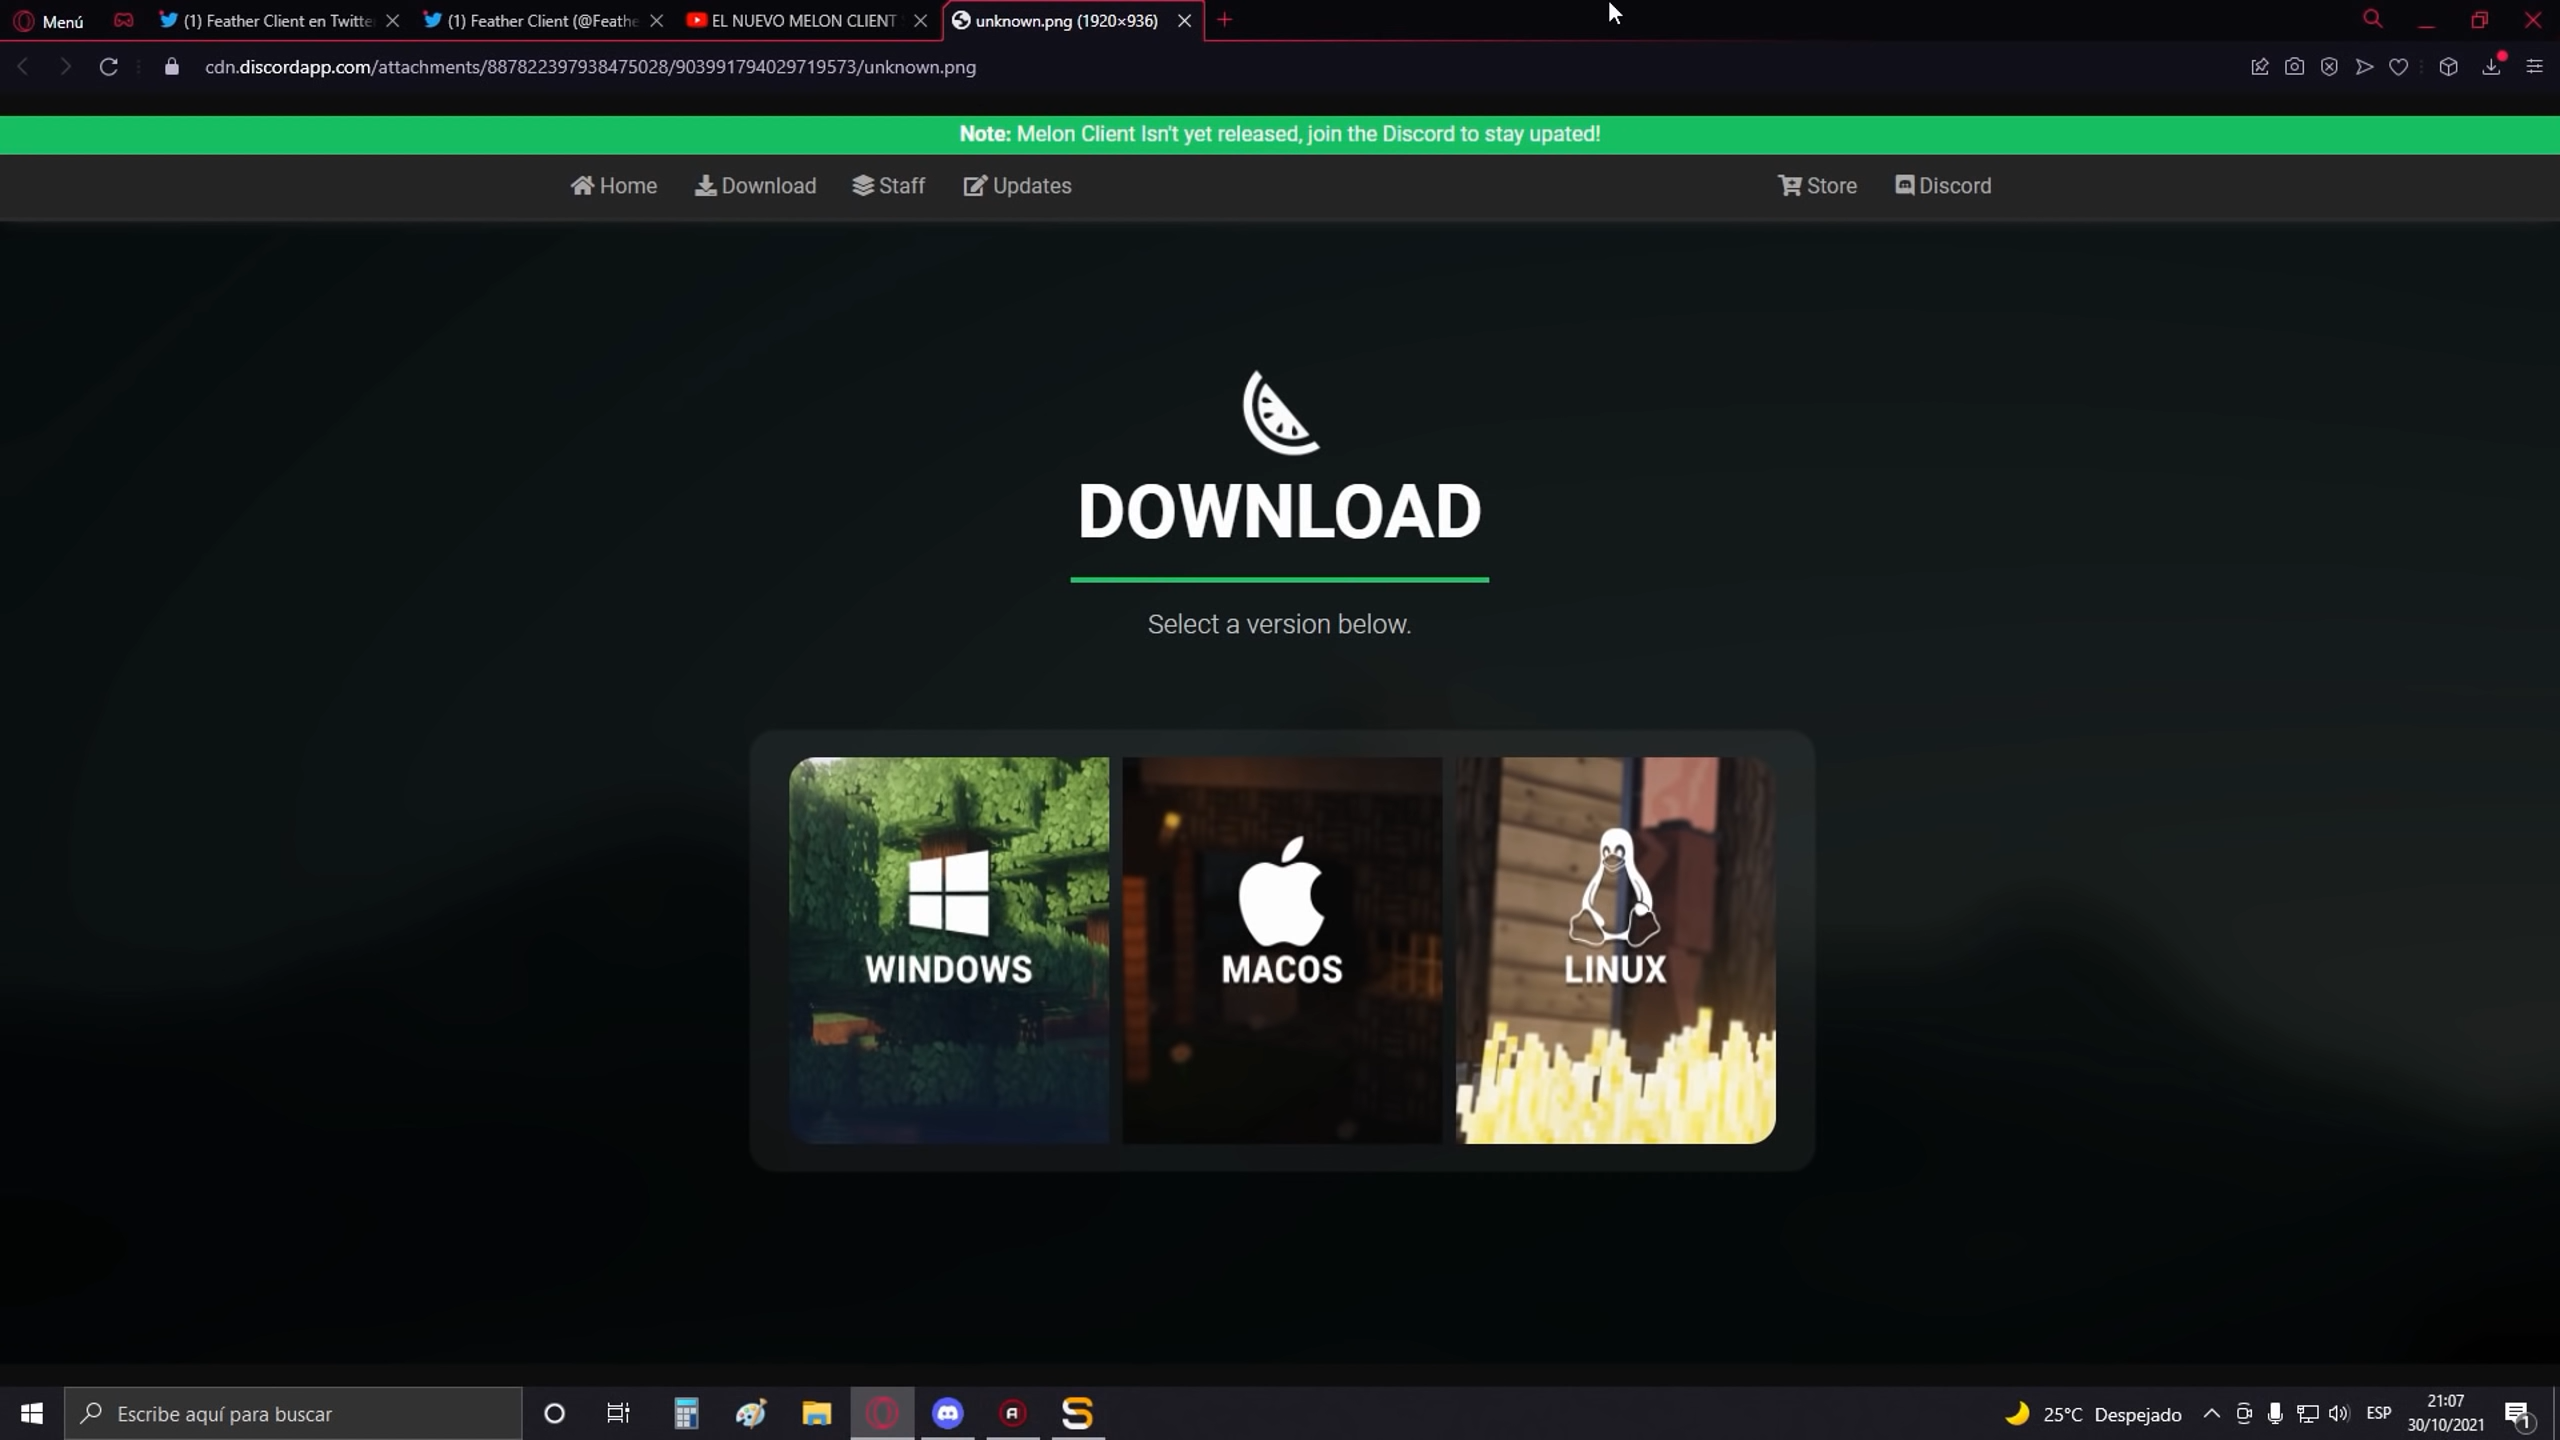 Menú
(1) Feather Client en Twitte
(1) Feather Client (@Feathe
EL NUEVO MELON CLIENT
unknown.png (1920×936)
cdn.discordapp.com/attachments/887822397938475028/903991794029719573/unknown.png
Note: Melon Client Isn't yet released, join the Discord to stay upated!
Home
Download
Staff
Updates
Store
Discord
DOWNLOAD
Select a version below.
WINDOWS
MACOS
LINUX
Escribe aquí para buscar
25°C Despejado
ESP
21:07
30/10/2021
1